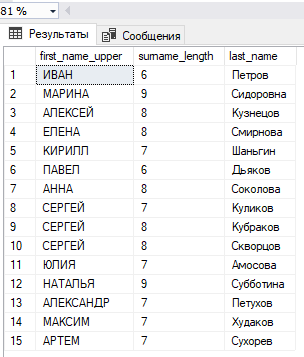 81 %
Результаты Сообщения
first_name_upper surname_length last_name
1 ИВАН 6 Петров
2 МАРИНА 9 Сидоровна
3 АЛЕКСЕЙ 8 Кузнецов
4 ЕЛЕНА 8 Смирнова
5 КИРИЛЛ 7 Шаньгин
6 ПАВЕЛ 6 Дьяков
7 АННА 8 Соколова
8 СЕРГЕЙ 7 Куликов
9 СЕРГЕЙ 8 Кубраков
10 СЕРГЕЙ 8 Скворцов
11 ЮЛИЯ 7 Амосова
12 НАТАЛЬЯ 9 Субботина
13 АЛЕКСАНДР 7 Петухов
14 МАКСИМ 7 Худаков
15 АРТЕМ 7 Сухорев